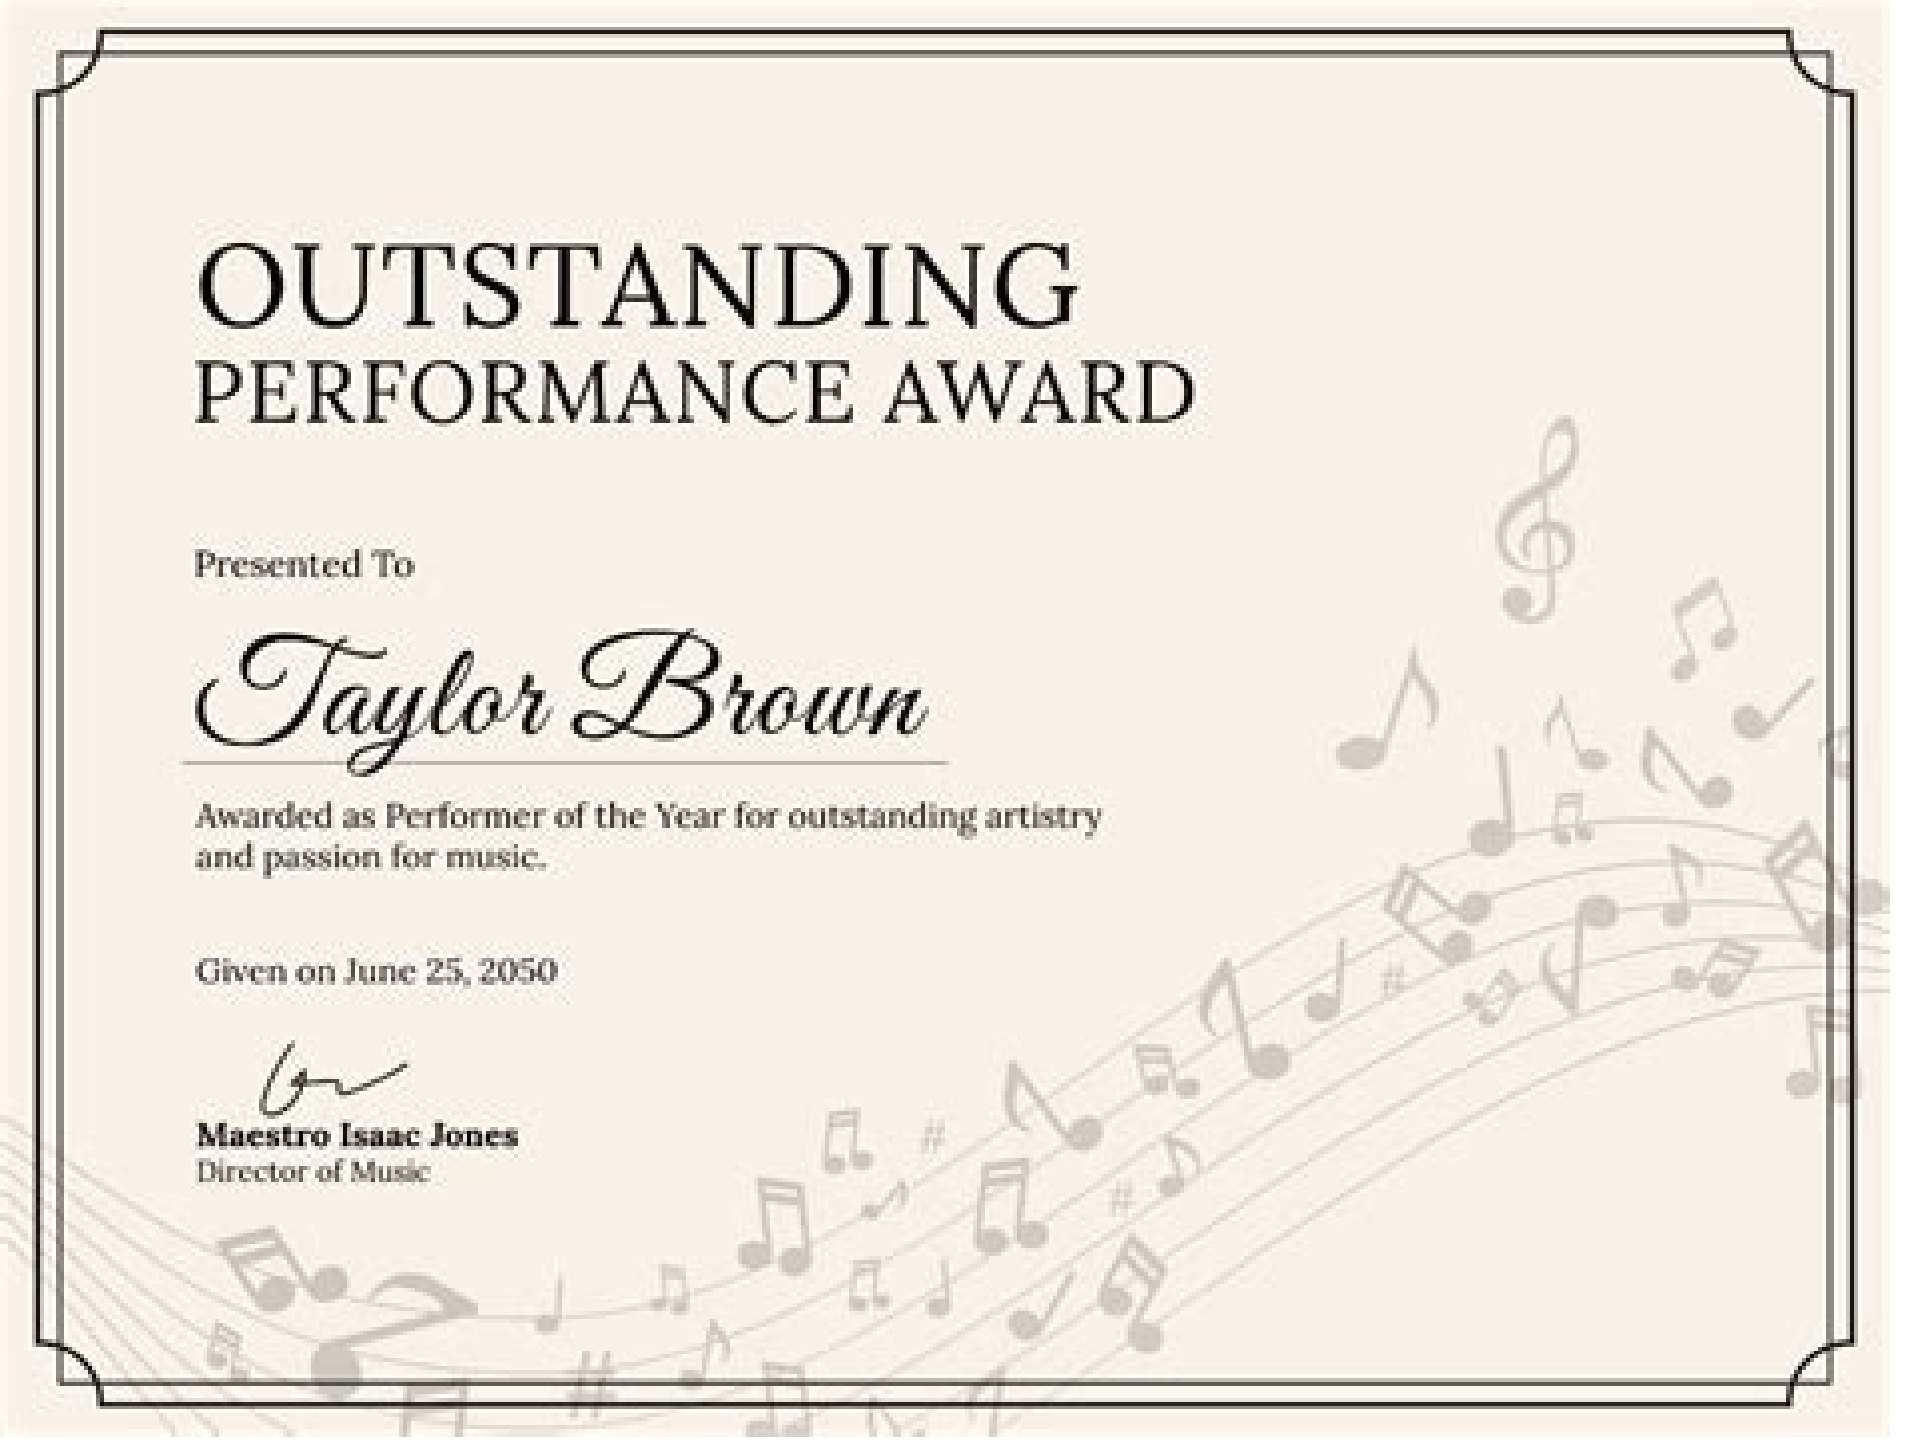 OUTSTANDING
PERFORMANCE AWARD
Presented To
Taylor Brown
Awarded as Performer of the Year for outstanding artistry
and passion for music.
Given on June 25, 2050
Maestro Isaac Jones
Director of Music